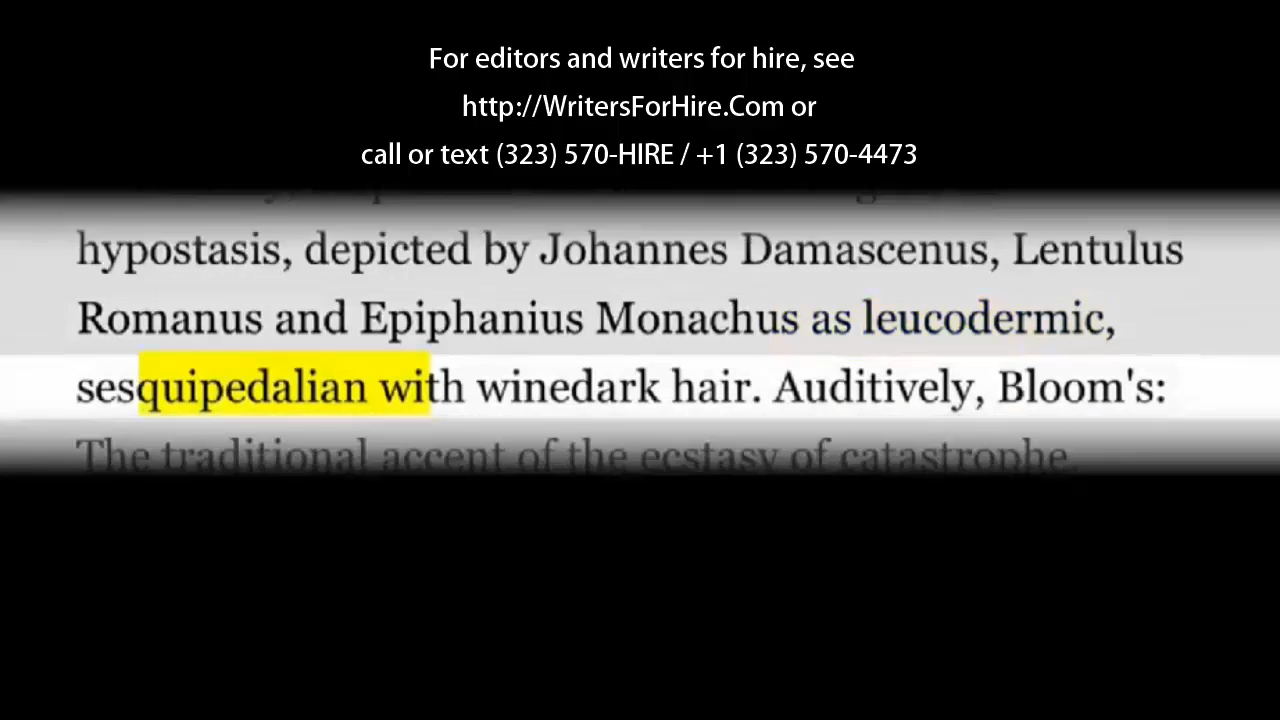 For editors and writers for hire, see
http://WritersForHire.Com or
call or text (323) 570-HIRE / +1 (323) 570-4473
hypostasis, depicted by Johannes Damascenus, Lentulus
Romanus and Epiphanius Monachus as leucodermic,
sesquipedalian with winedark hair. Auditively, Bloom's:
The traditional accent of the ecstasy of catastrophe.